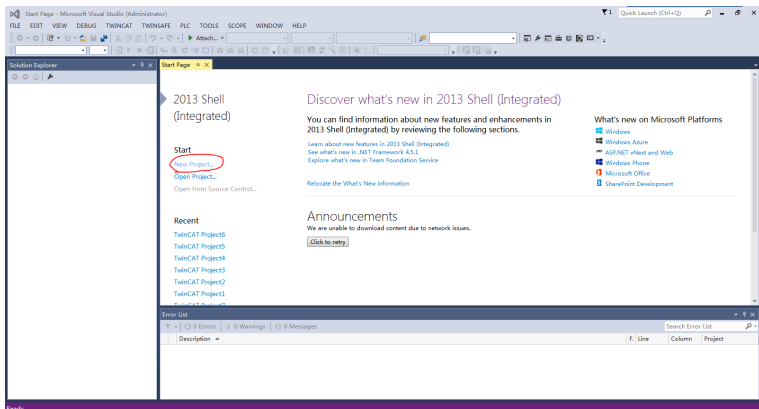 Start Page - Microsoft Visual Studio (Administrator)
1
Quick Launch (Ctrl+Q)
FILE EDIT VIEW DEBUG TWINCAT TWINSAFE PLC TOOLS SCOPE WINDOW HELP
Attach...
Solution Explorer
Start Page
2013 Shell
(Integrated)
Start
New Project...
Open Project...
Open from Source Control...
Recent
TwinCAT Project6
TwinCAT Project5
TwinCAT Project4
TwinCAT Project3
TwinCAT Project2
TwinCAT Project1
Discover what's new in 2013 Shell (Integrated)
You can find information about new features and enhancements in
2013 Shell (Integrated) by reviewing the following sections.
Learn about new features in 2013 Shell (Integrated)
See what's new in .NET Framework 4.5.1
Explore what's new in Team Foundation Service
Relocate the What's New information
What's new on Microsoft Platforms
Windows
Windows Azure
ASP.NET vNext and Web
Windows Phone
Microsoft Office
SharePoint Development
Announcements
We are unable to download content due to network issues.
Click to retry
Error List
0 Errors 0 Warnings 0 Messages
Search Error List
Description F. Line Column Project
Ready